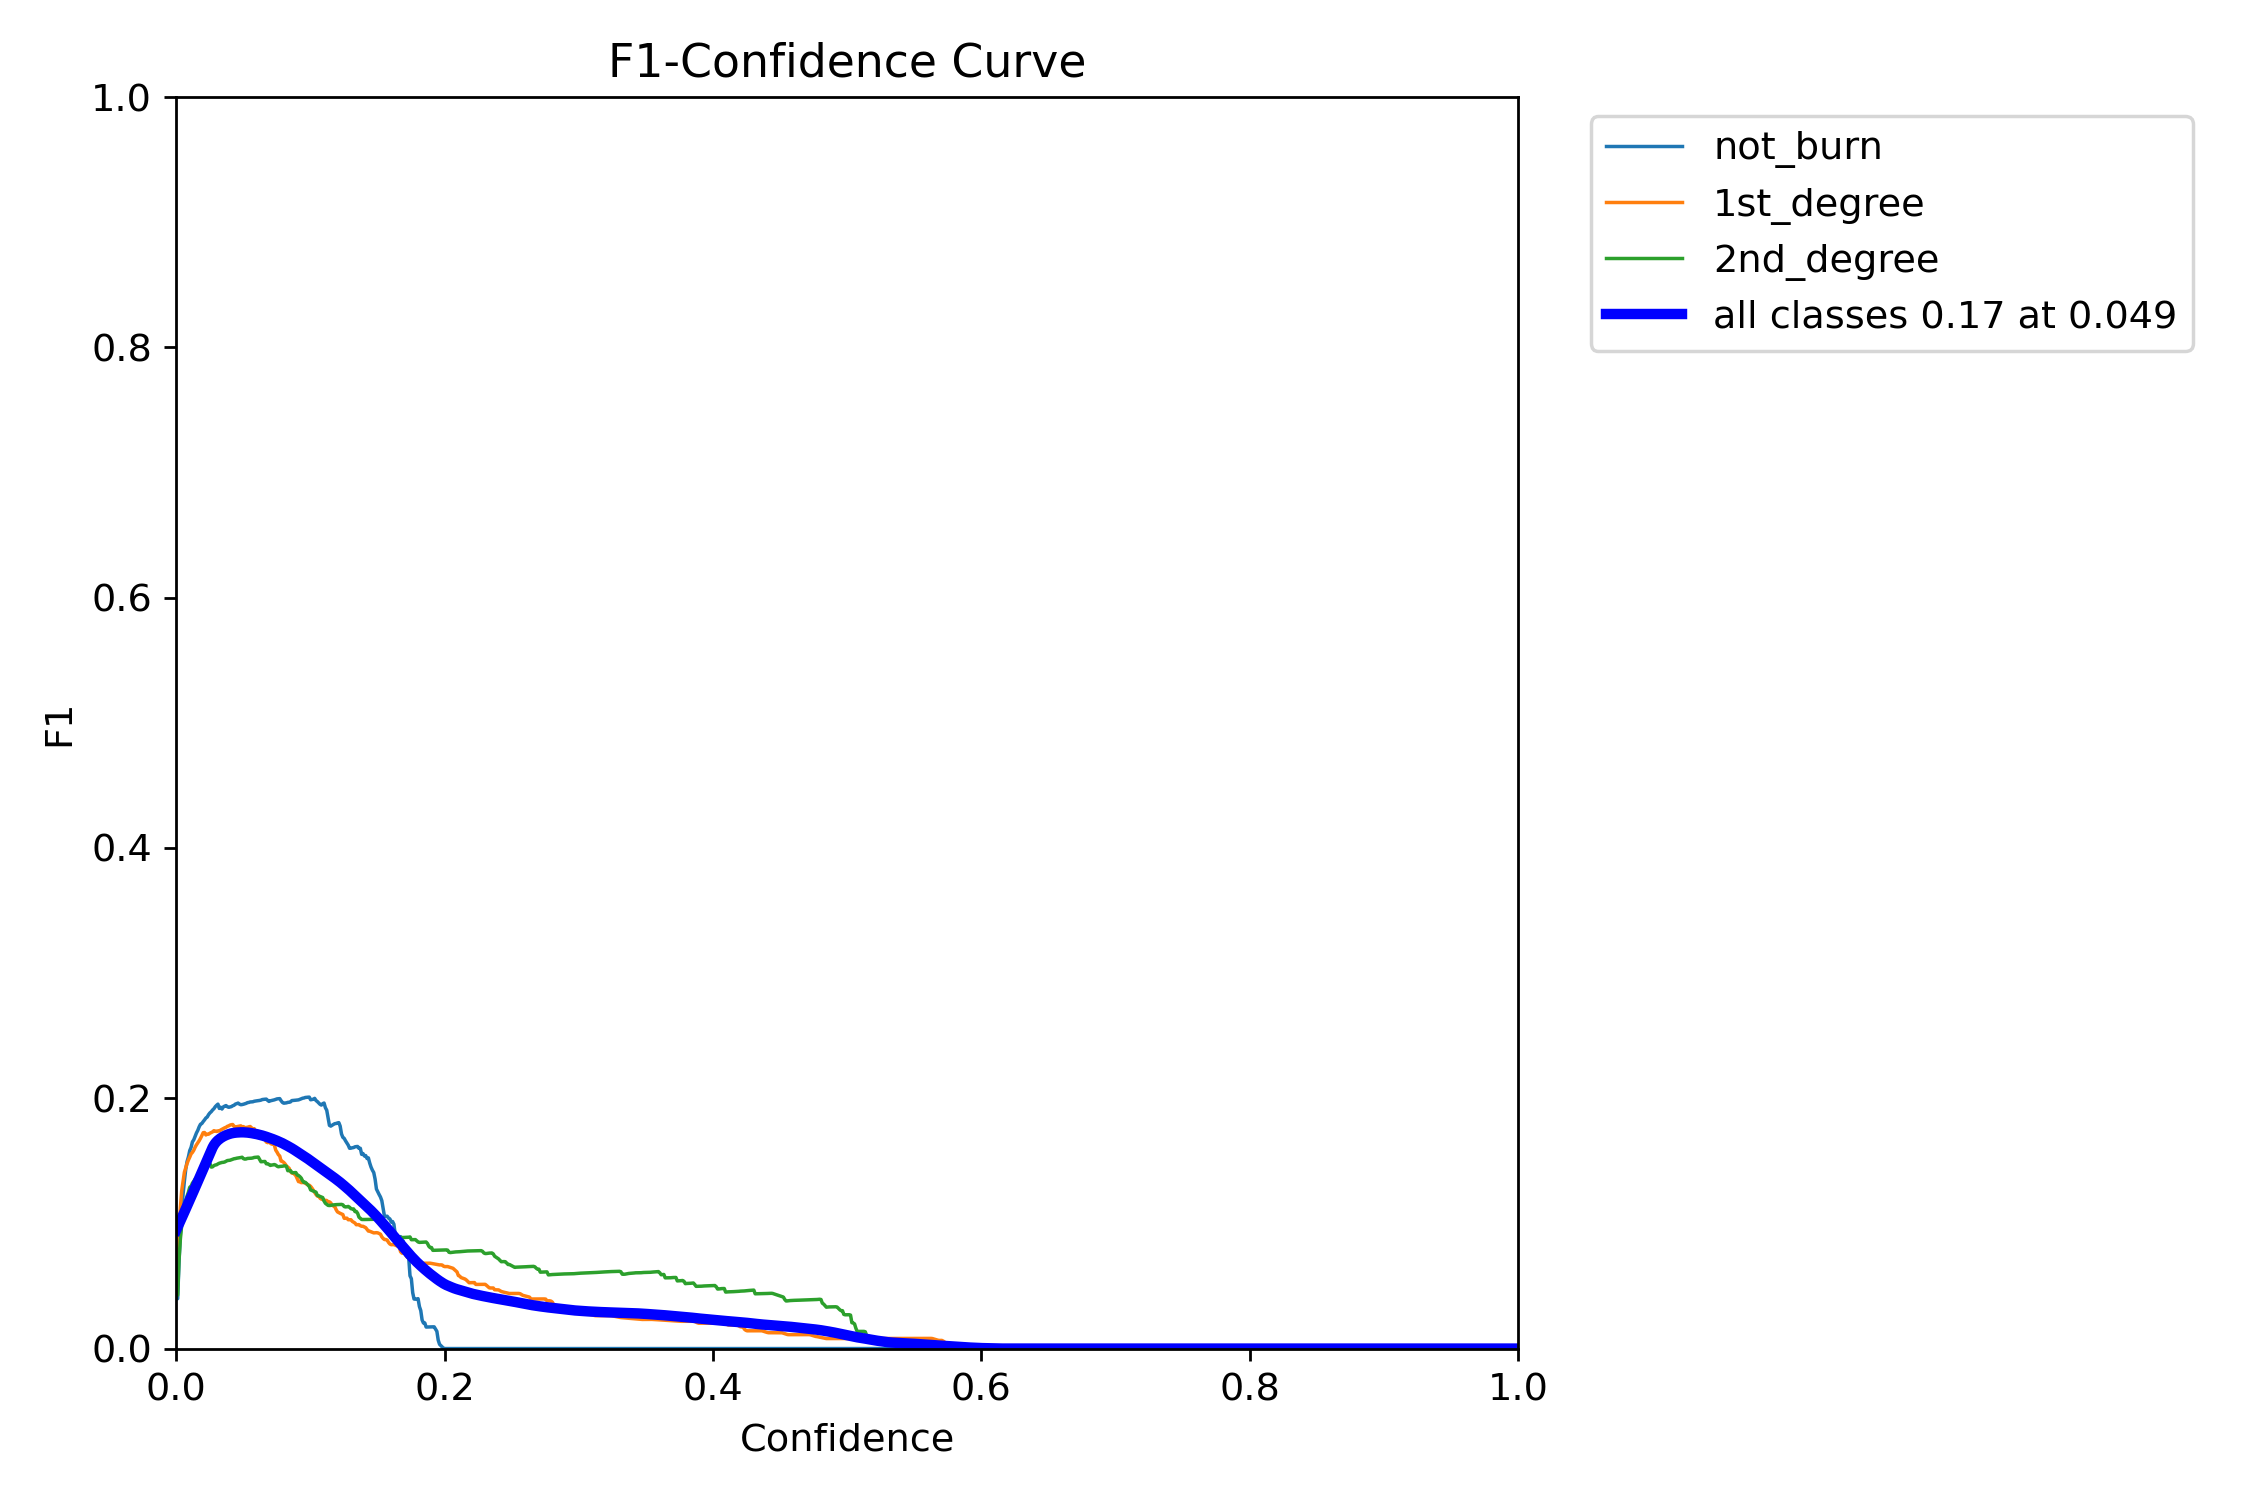 F1-Confidence Curve
1.0
0.8
0.6
0.4
0.2
0.0
F1
0.0 0.2 0.4 0.6 0.8 1.0
Confidence
not_burn
1st_degree
2nd_degree
all classes 0.17 at 0.049